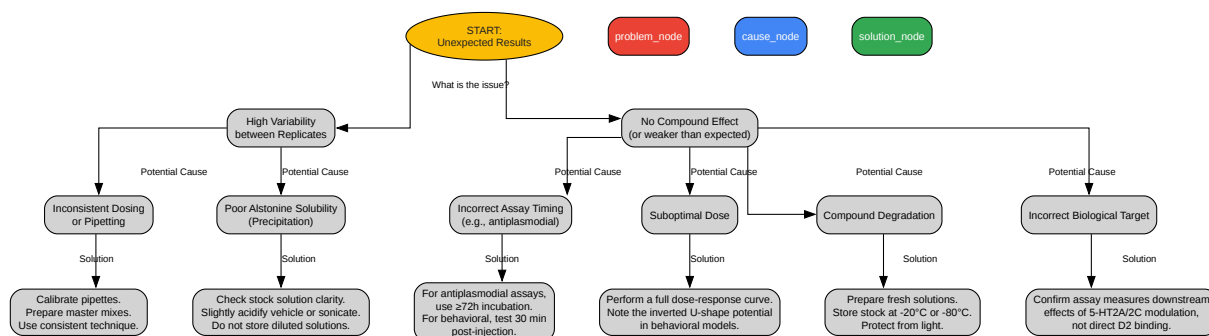 START:
Unexpected Results
problem_node
cause_node
solution_node
What is the issue?
High Variability
between Replicates
No Compound Effect
(or weaker than expected)
Potential Cause
Potential Cause
Potential Cause
Potential Cause
Potential Cause
Potential Cause
Inconsistent Dosing
or Pipetting
Poor Alstonine Solubility
(Precipitation)
Incorrect Assay Timing
(e.g., antiplasmodial)
Suboptimal Dose
Compound Degradation
Incorrect Biological Target
Solution
Solution
Solution
Solution
Solution
Solution
Calibrate pipettes.
Prepare master mixes.
Use consistent technique.
Check stock solution clarity.
Slightly acidify vehicle or sonicate.
Do not store diluted solutions.
For antiplasmodial assays,
use ≥72h incubation.
For behavioral, test 30 min
post-injection.
Perform a full dose-response curve.
Note the inverted U-shape potential
in behavioral models.
Prepare fresh solutions.
Store stock at -20°C or -80°C.
Protect from light.
Confirm assay measures downstream
effects of 5-HT2A/2C modulation,
not direct D2 binding.